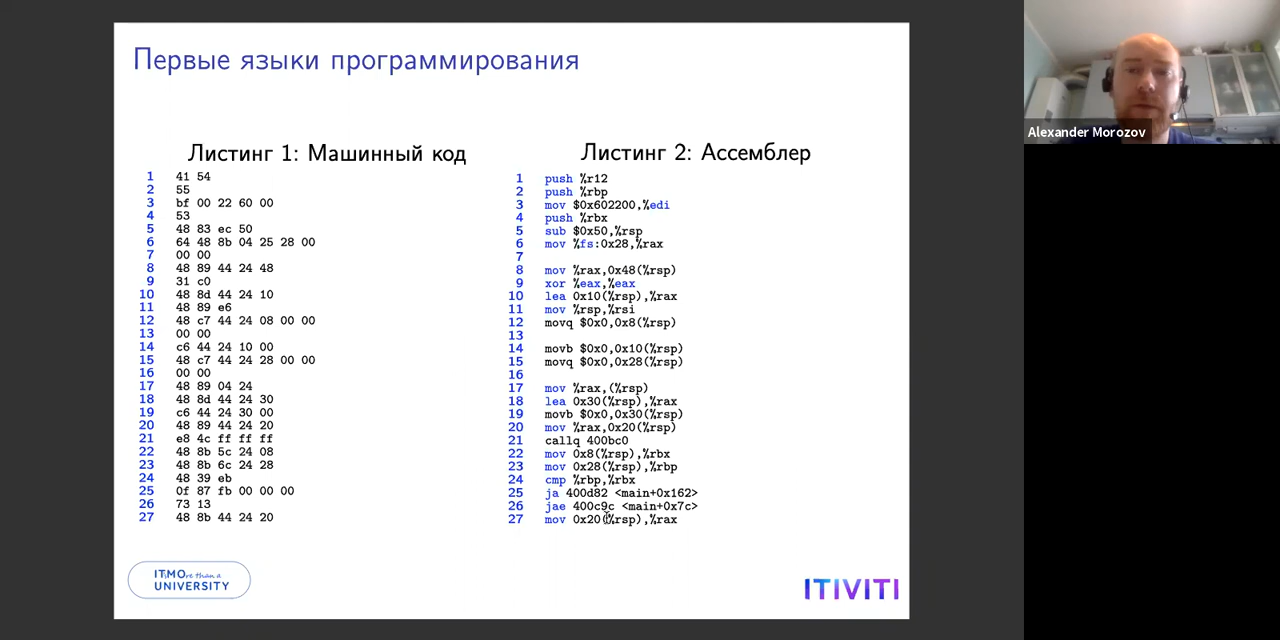 Первые языки программирования
Листинг 1: Машинный код
1 41 54
2 55
3 bf 00 22 60 00
4 53
5 48 83 ec 50
6 64 48 8b 04 25 28 00
7 00 00
8 48 89 44 24 48
9 31 c0
10 48 8d 44 24 10
11 48 89 e6
12 48 c7 44 24 08 00 00
13 00 00
14 c6 44 24 10 00
15 48 c7 44 24 28 00 00
16 00 00
17 48 89 04 24
18 48 8d 44 24 30
19 c6 44 24 30 00
20 48 89 44 24 20
21 e8 4c ff ff ff
22 48 8b 5c 24 08
23 48 8b 6c 24 28
24 48 39 eb
25 0f 87 fb 00 00 00
26 73 13
27 48 8b 44 24 20
Листинг 2: Ассемблер
1 push %r12
2 push %rbp
3 mov $0x602200,%edi
4 push %rbx
5 sub $0x50,%rsp
6 mov %fs:0x28,%rax
7
8 mov %rax,0x48(%rsp)
9 xor %eax,%eax
10 lea 0x10(%rsp),%rax
11 mov %rsp,%rsi
12 movq $0x0,0x8(%rsp)
13
14 movb $0x0,0x10(%rsp)
15 movq $0x0,0x28(%rsp)
16
17 mov %rax,(%rsp)
18 lea 0x30(%rsp),%rax
19 movb $0x0,0x30(%rsp)
20 mov %rax,0x20(%rsp)
21 callq 400bc0
22 mov 0x8(%rsp),%rbx
23 mov 0x28(%rsp),%rbp
24 cmp %rbp,%rbx
25 ja 400d82 <main+0x162>
26 jae 400c9c <main+0x7c>
27 mov 0x20(%rsp),%rax
ITMOre than a
UNIVERSITY
ITIVITI
Alexander Morozov